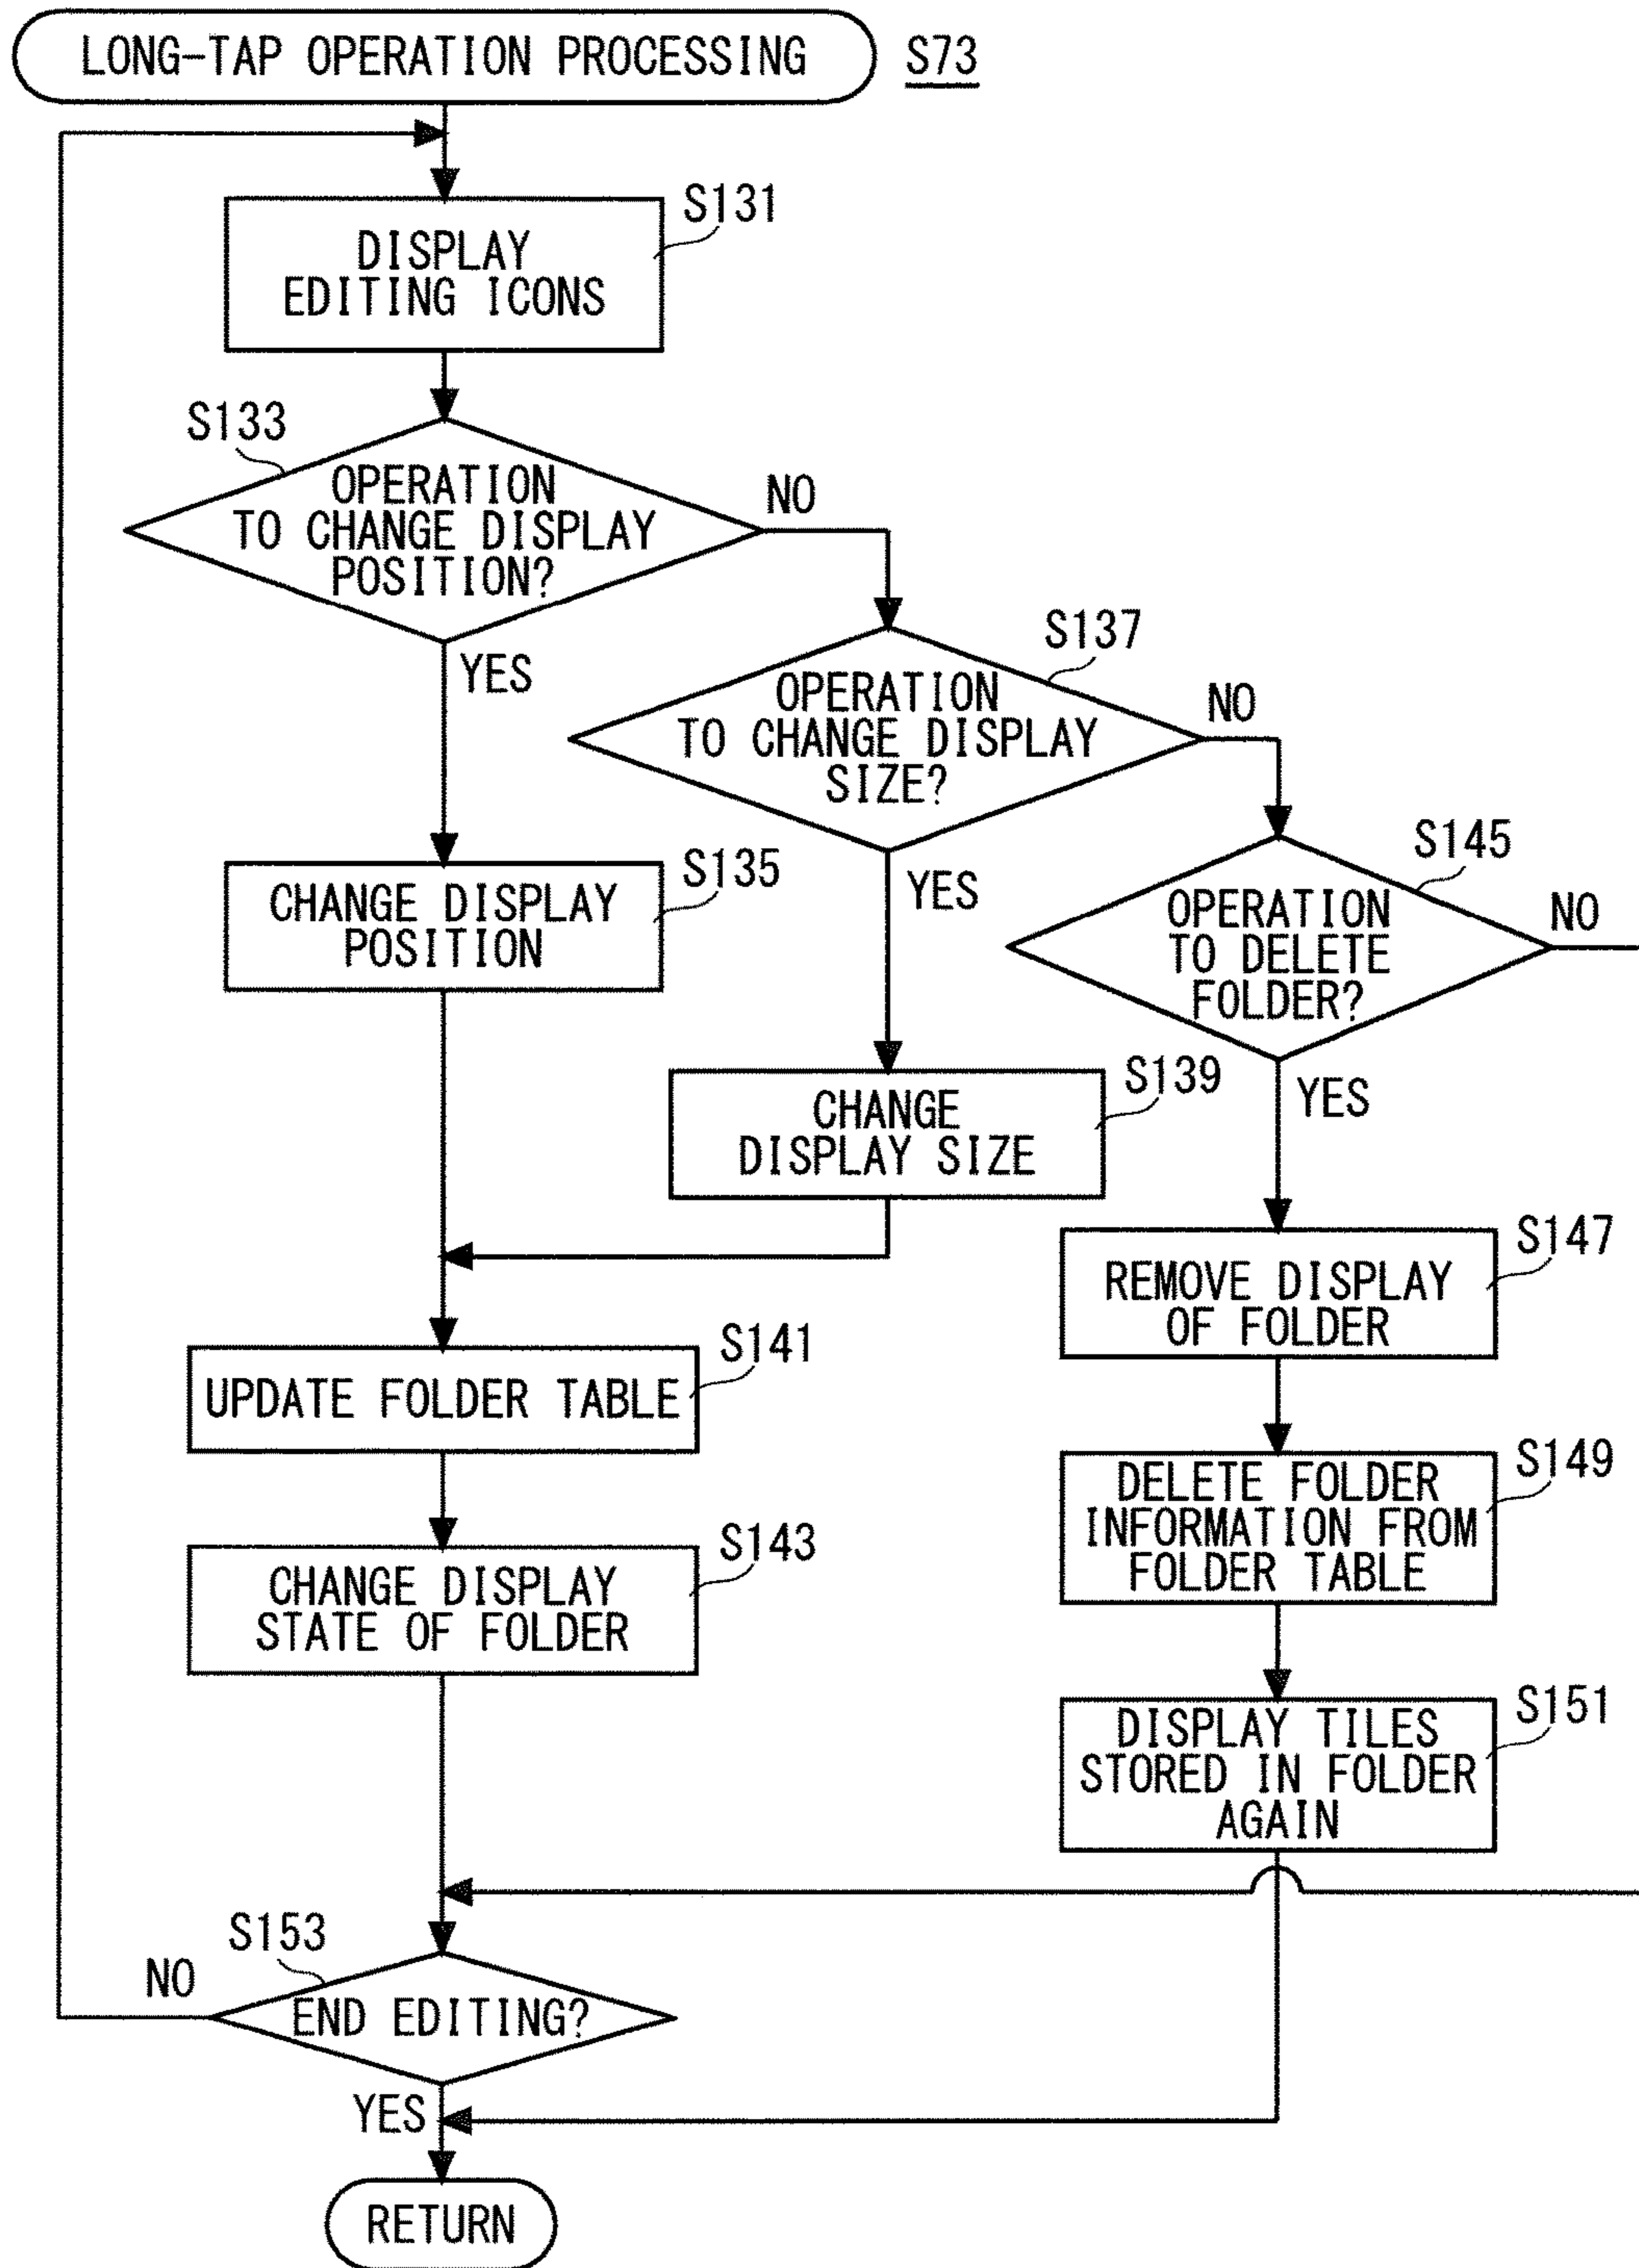 LONG-TAP OPERATION PROCESSING
S73
S131
DISPLAY
EDITING ICONS
S133
OPERATION
TO CHANGE DISPLAY
POSITION?
NO
YES
S137
OPERATION
TO CHANGE DISPLAY
SIZE?
NO
YES
S135
CHANGE DISPLAY
POSITION
S145
OPERATION
TO DELETE
FOLDER?
NO
YES
S139
CHANGE
DISPLAY SIZE
S147
REMOVE DISPLAY
OF FOLDER
S141
UPDATE FOLDER TABLE
S149
DELETE FOLDER
INFORMATION FROM
FOLDER TABLE
S143
CHANGE DISPLAY
STATE OF FOLDER
S151
DISPLAY TILES
STORED IN FOLDER
AGAIN
S153
NO
END EDITING?
YES
RETURN